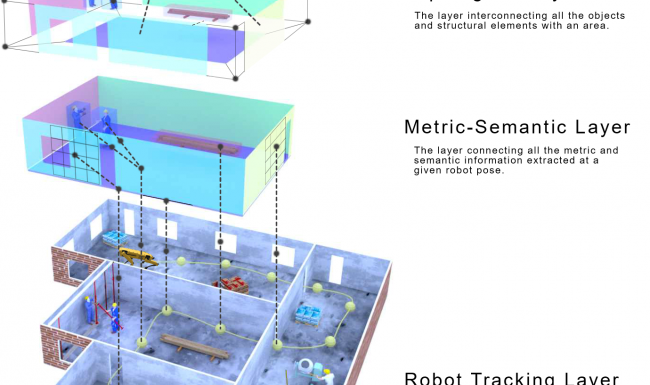 The layer interconnecting all the objects
and structural elements with an area.
Metric-Semantic Layer
The layer connecting all the metric and
semantic information extracted at a
given robot pose.
Robot Tracking Layer